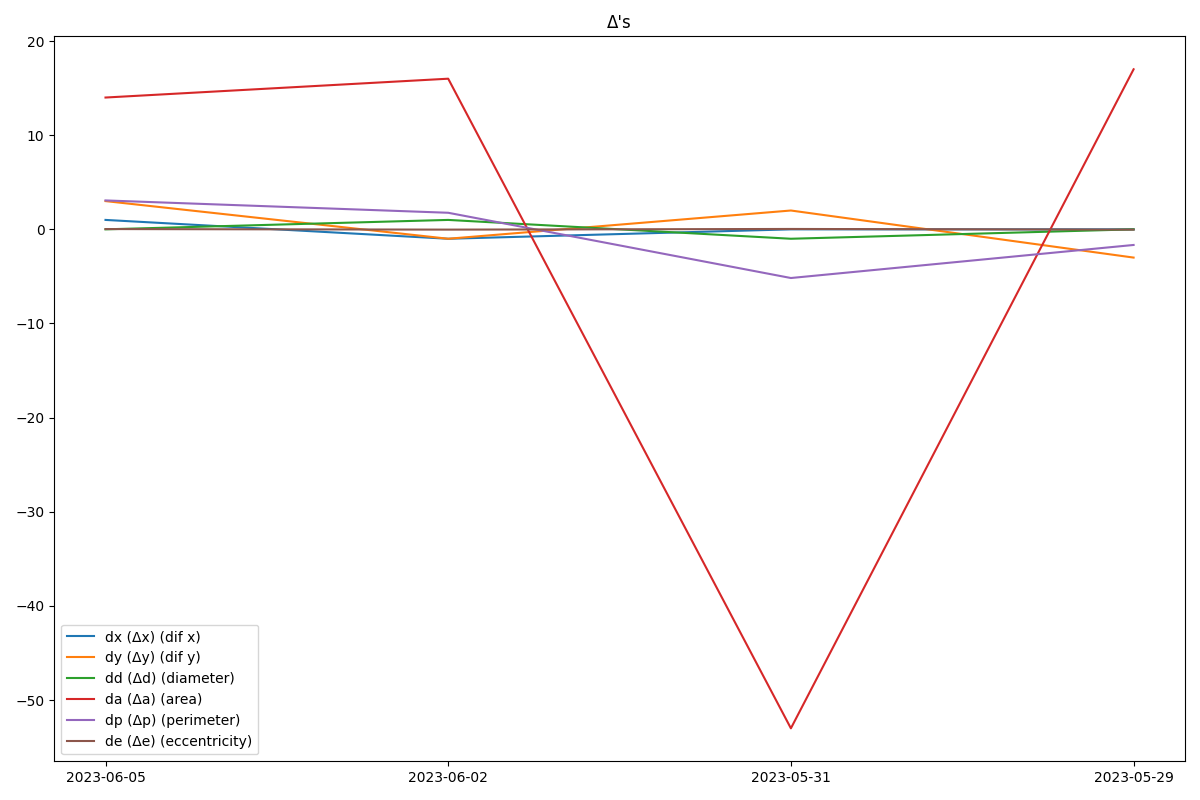 Δ's
20
10
0
−10
−20
−30
−40
−50
dx (Δx) (dif x)
dy (Δy) (dif y)
dd (Δd) (diameter)
da (Δa) (area)
dp (Δp) (perimeter)
de (Δe) (eccentricity)
2023-06-05 2023-06-02 2023-05-31 2023-05-29